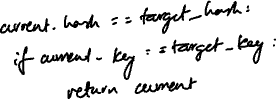 current.hash == target_hash:
if current.key == target_key:
return current